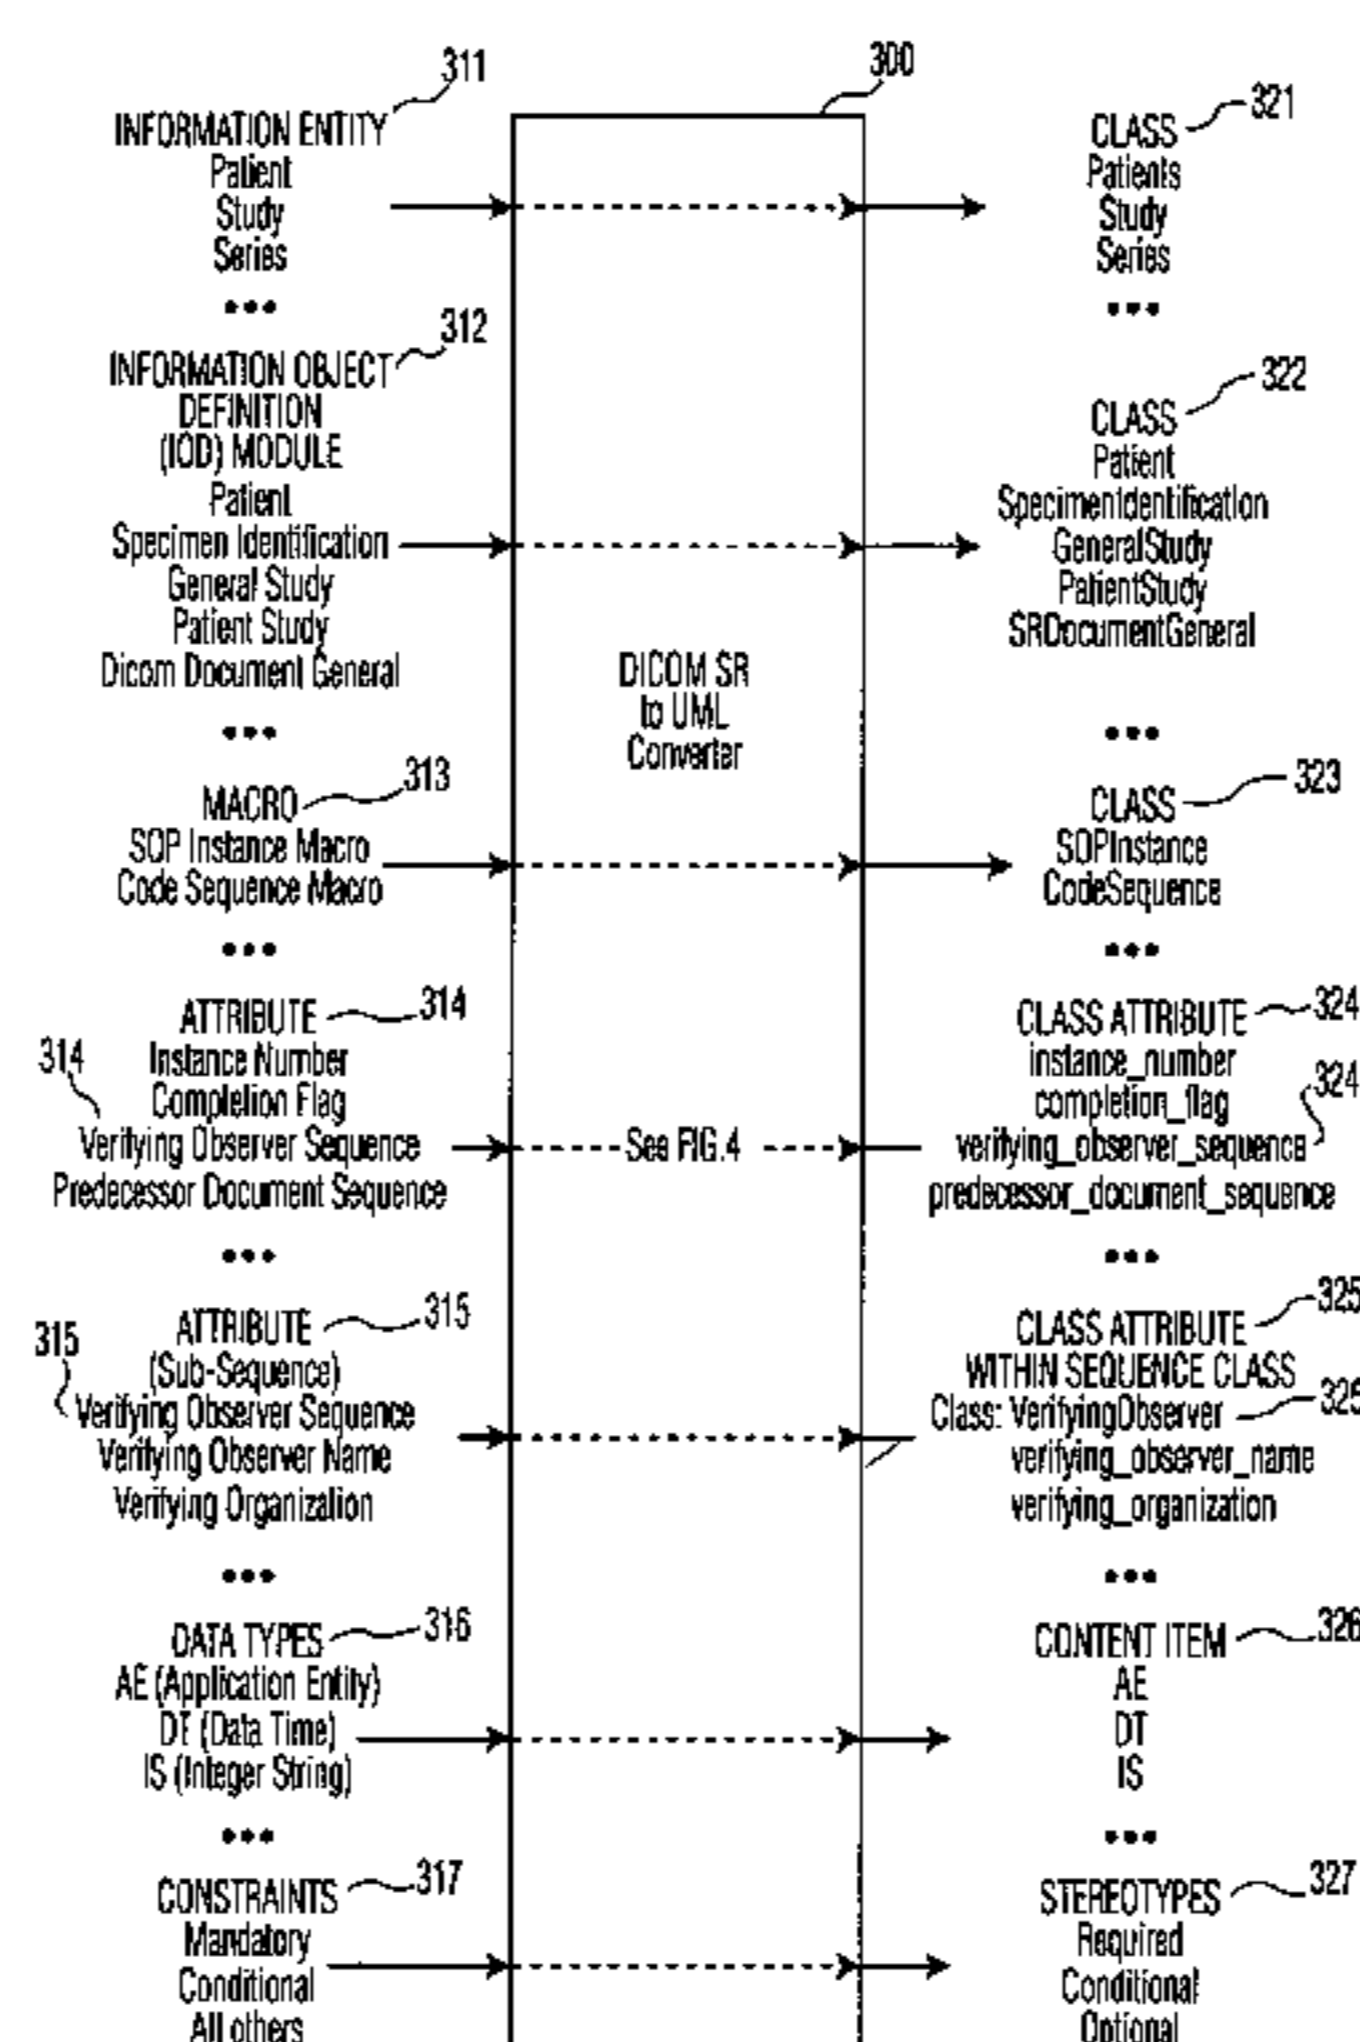 311
INFORMATION ENTITY
Patient
Study
Series
•••
312
INFORMATION OBJECT
DEFINITION
(IOD) MODULE
Patient
Specimen Identification
General Study
Patient Study
Dicom Document General
•••
313
MACRO
SOP Instance Macro
Code Sequence Macro
•••
314
ATTRIBUTE
314
Instance Number
Completion Flag
Verifying Observer Sequence
Predecessor Document Sequence
•••
315
ATTRIBUTE
315
(Sub-Sequence)
Verifying Observer Sequence
Verifying Observer Name
Verifying Organization
•••
316
DATA TYPES
AE (Application Entity)
DT (Data Time)
IS (Integer String)
•••
317
CONSTRAINTS
Mandatory
Conditional
All others
300
DICOM SR
to UML
Converter
See FIG.4
321
CLASS
Patients
Study
Series
•••
322
CLASS
Patient
SpecimenIdentification
GeneralStudy
PatientStudy
SRDocumentGeneral
•••
323
CLASS
SOPInstance
CodeSequence
•••
324
CLASS ATTRIBUTE
instance_number
324
completion_flag
verifying_observer_sequence
predecessor_document_sequence
•••
325
CLASS ATTRIBUTE
WITHIN SEQUENCE CLASS
325
Class: VerifyingObserver
verifying_observer_name
verifying_organization
•••
326
CONTENT ITEM
AE
DT
IS
•••
327
STEREOTYPES
Required
Conditional
Optional